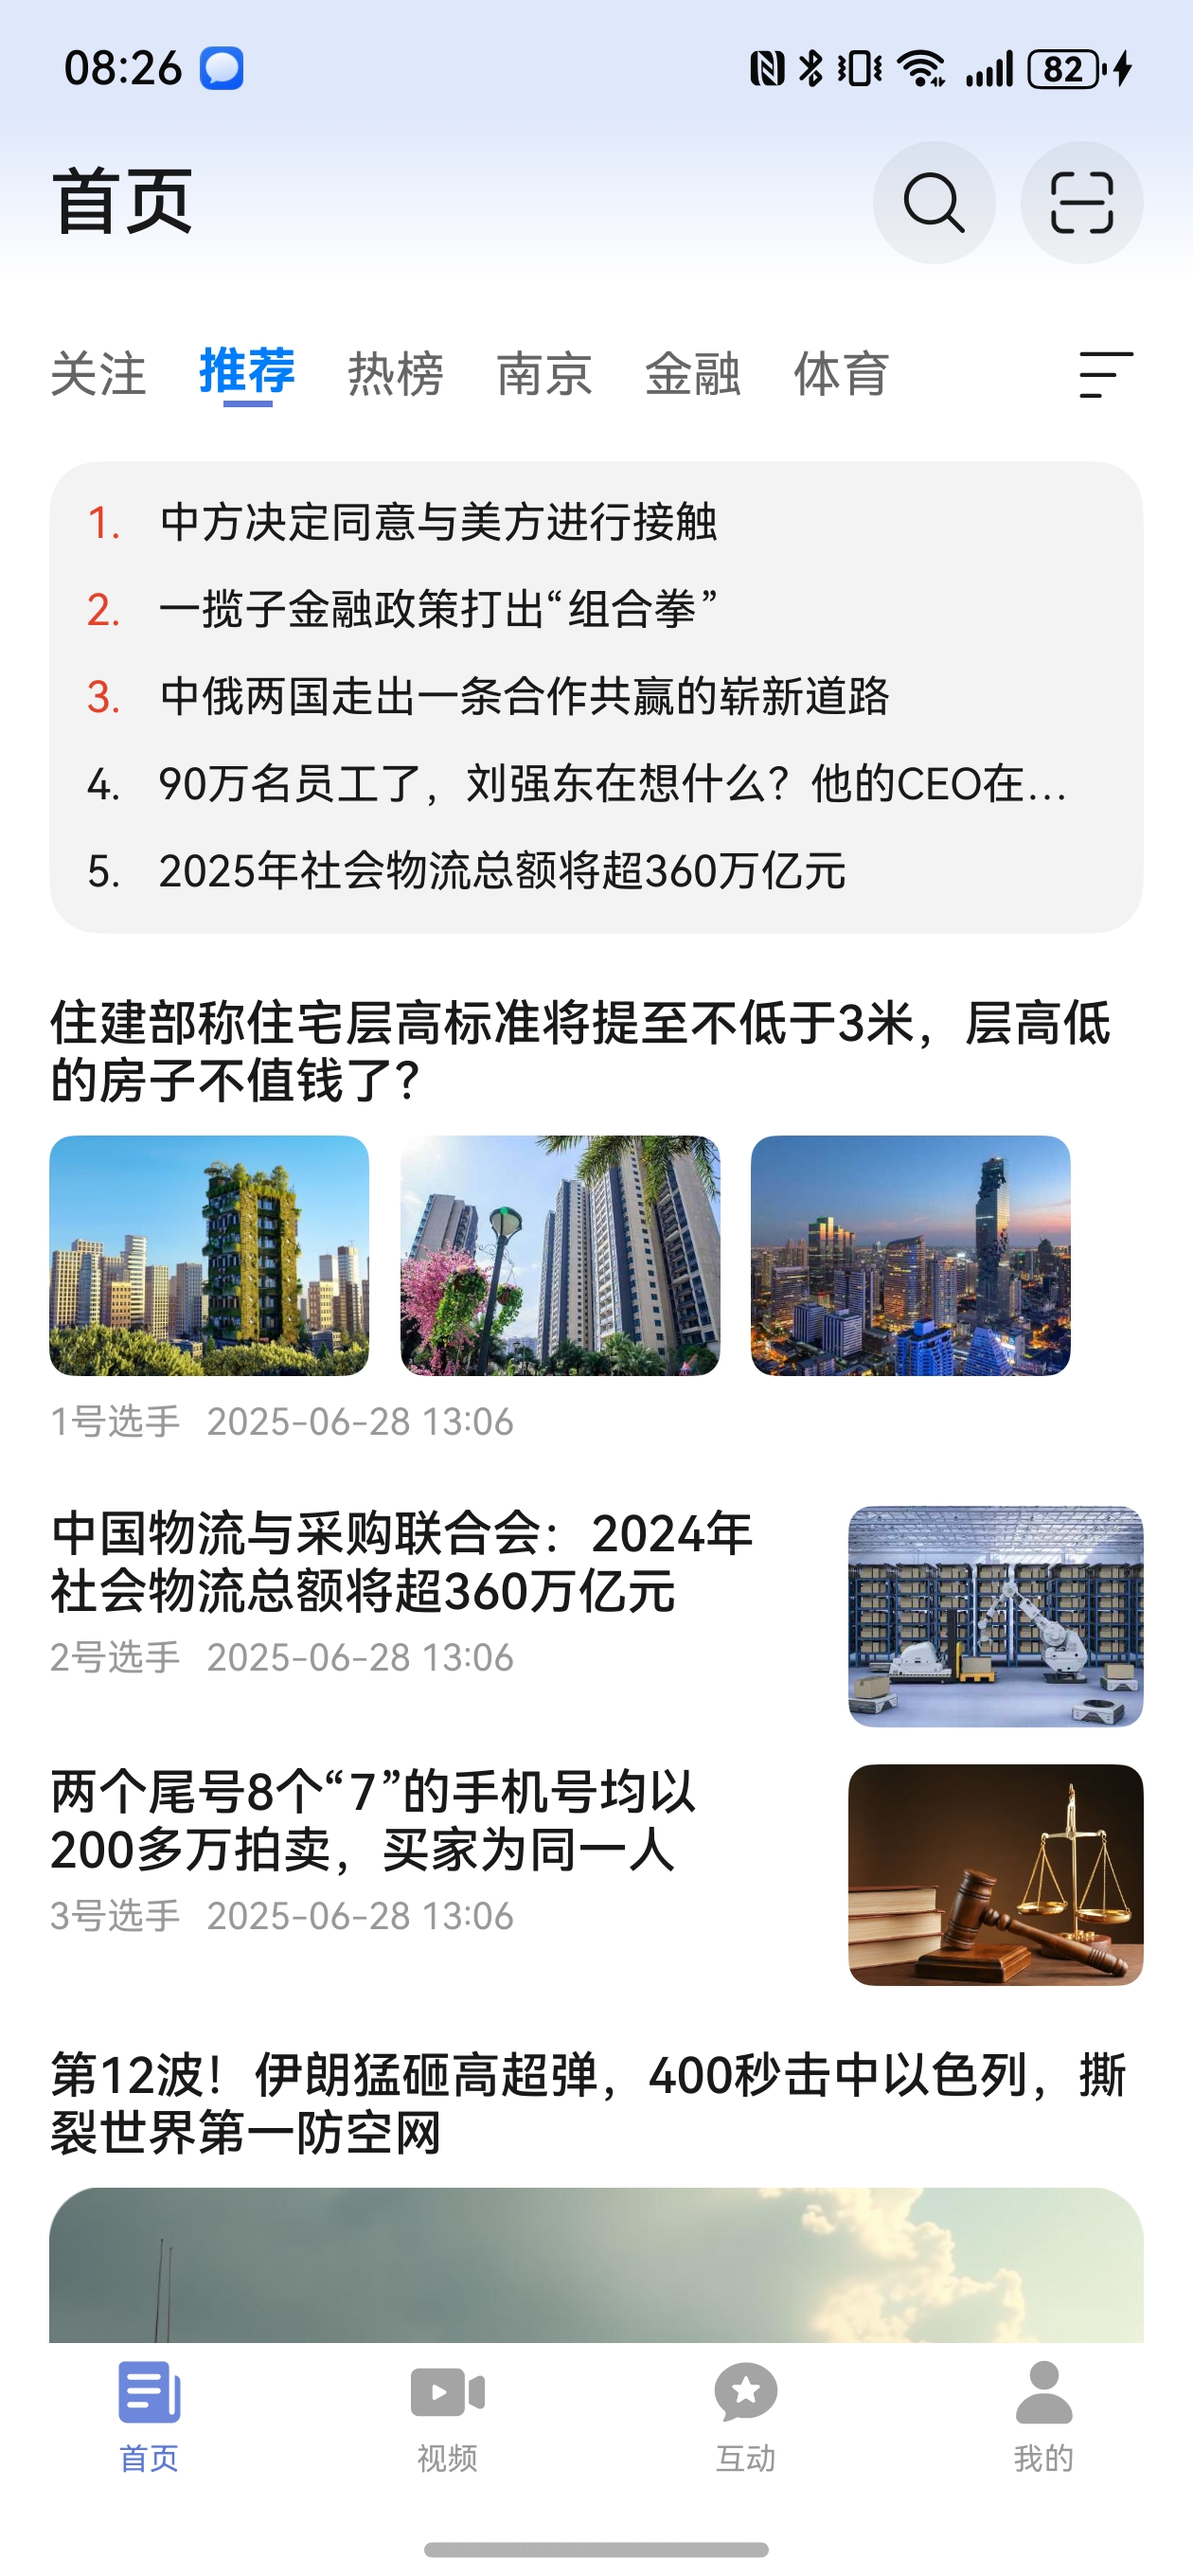 08:26
82
首页
关注 推荐 热榜 南京 金融 体育
1. 中方决定同意与美方进行接触
2. 一揽子金融政策打出“组合拳”
3. 中俄两国走出一条合作共赢的崭新道路
4. 90万名员工了，刘强东在想什么？他的CEO在...
5. 2025年社会物流总额将超360万亿元
住建部称住宅层高标准将提至不低于3米，层高低
的房子不值钱了？
1号选手 2025-06-28 13:06
中国物流与采购联合会：2024年
社会物流总额将超360万亿元
2号选手 2025-06-28 13:06
两个尾号8个“7”的手机号均以
200多万拍卖，买家为同一人
3号选手 2025-06-28 13:06
第12波！伊朗猛砸高超弹，400秒击中以色列，撕
裂世界第一防空网
首页 视频 互动 我的